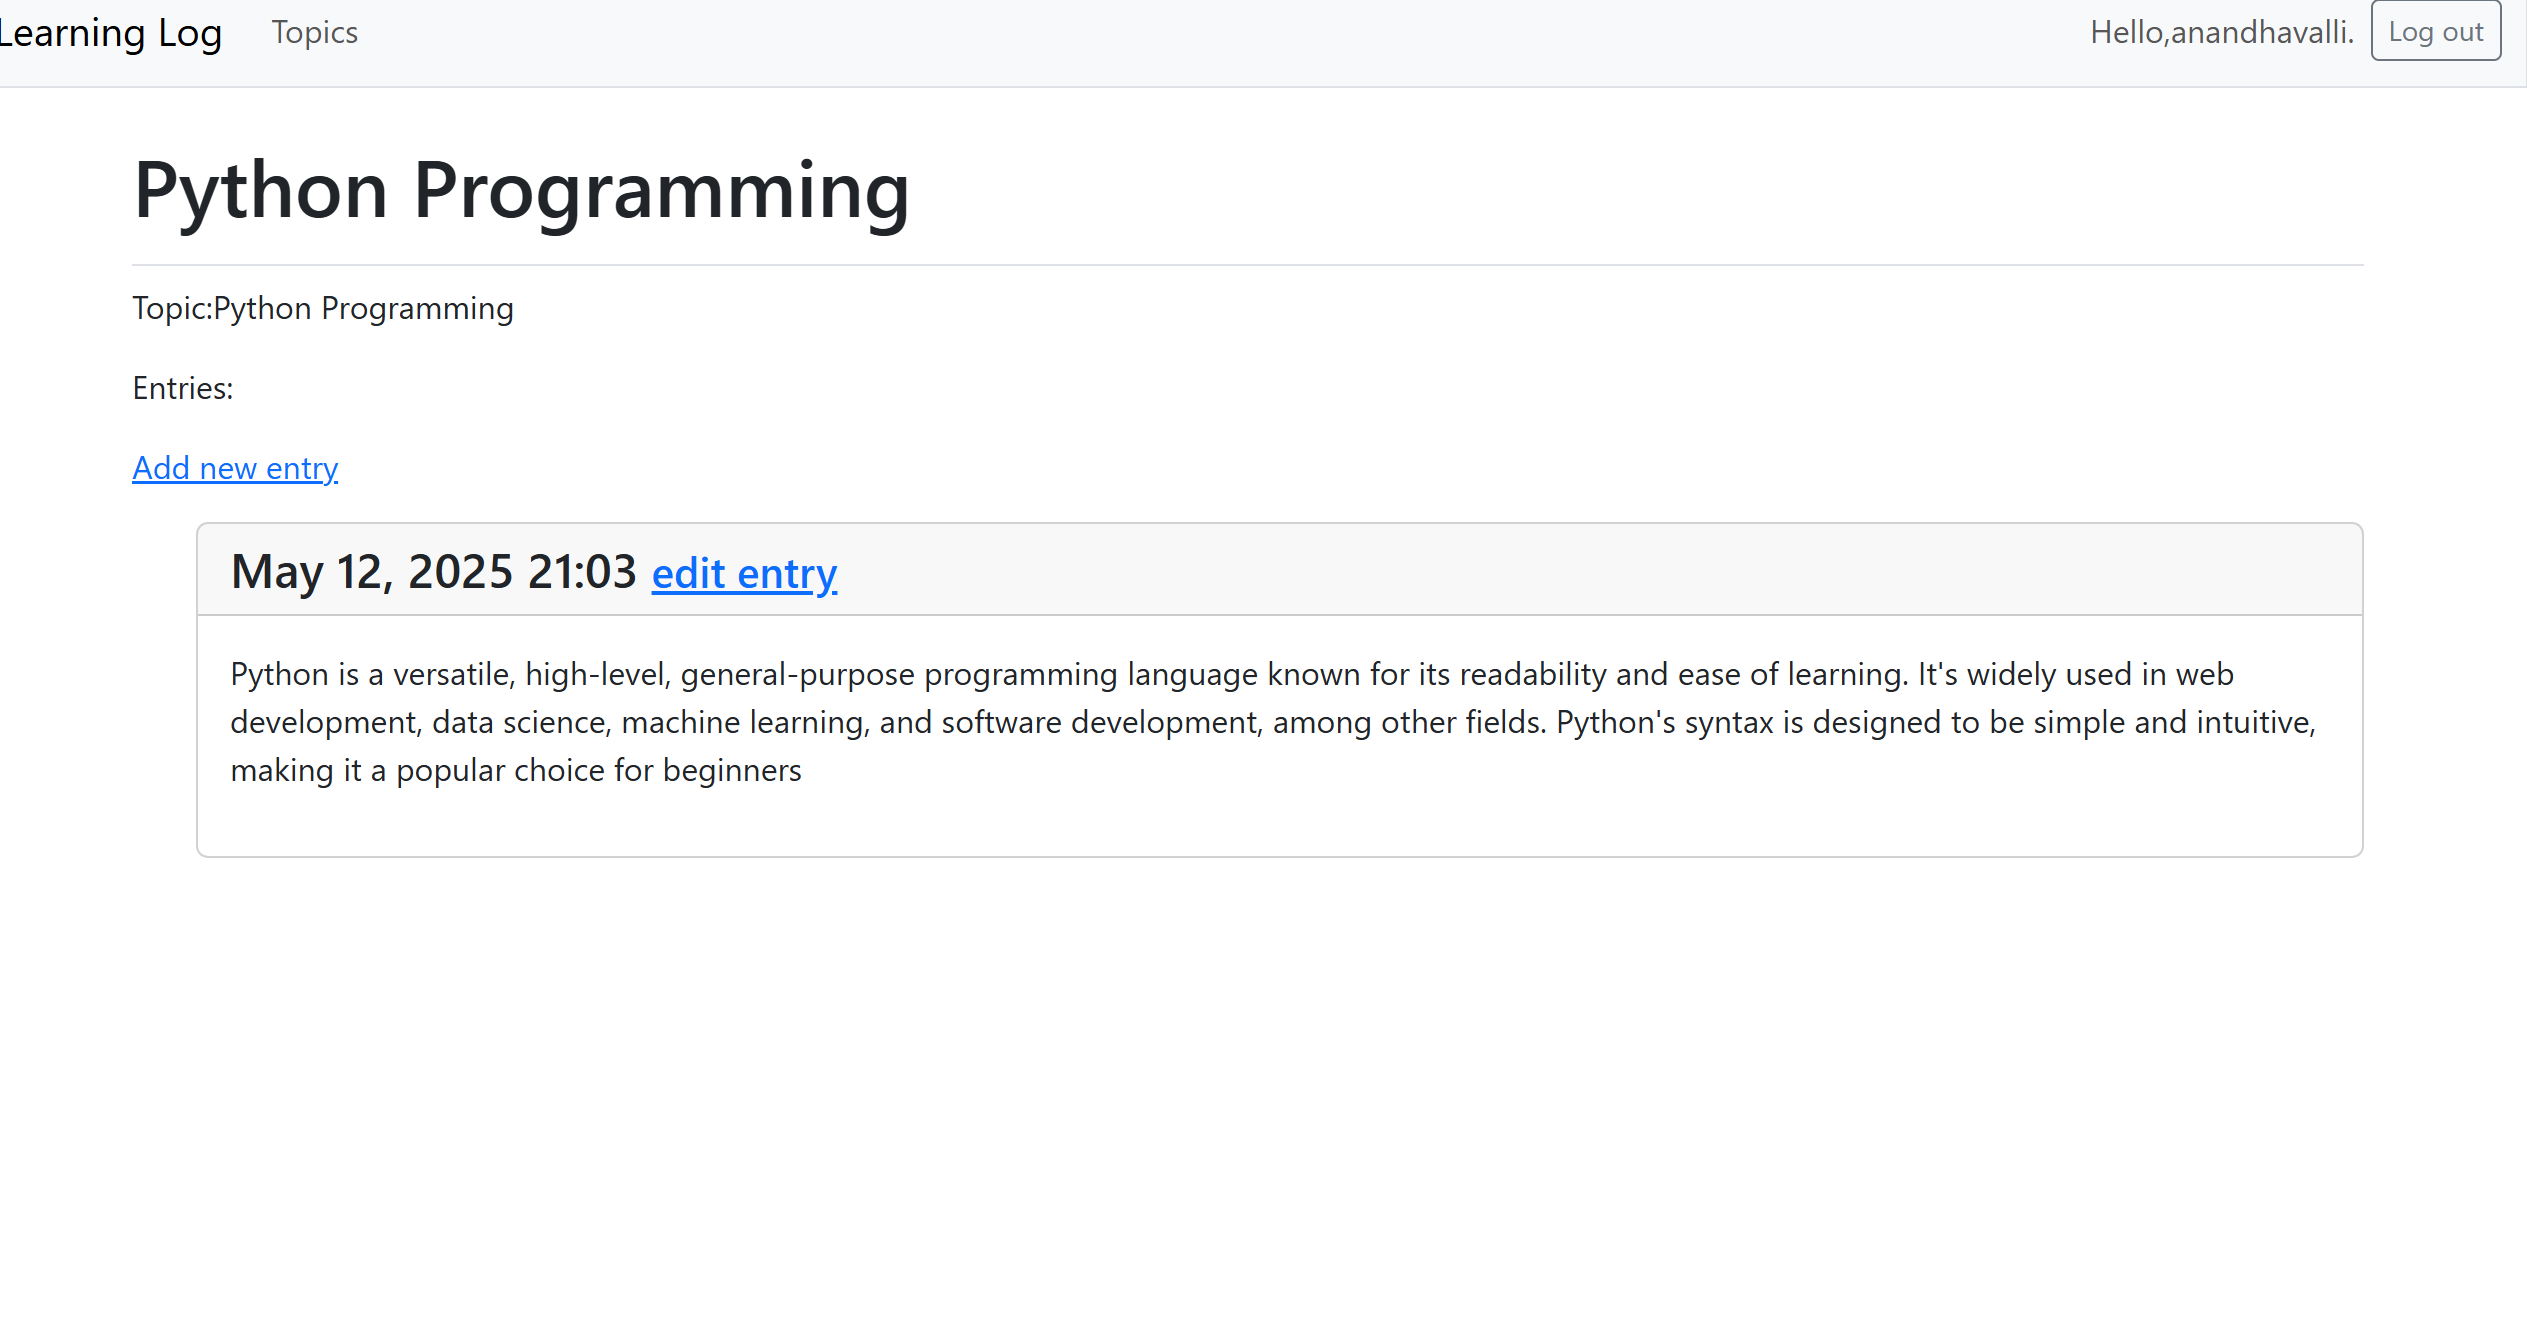 Learning Log Topics Hello,anandhavalli. Log out
Python Programming
Topic:Python Programming
Entries:
Add new entry
May 12, 2025 21:03 edit entry
Python is a versatile, high-level, general-purpose programming language known for its readability and ease of learning. It's widely used in web
development, data science, machine learning, and software development, among other fields. Python's syntax is designed to be simple and intuitive,
making it a popular choice for beginners